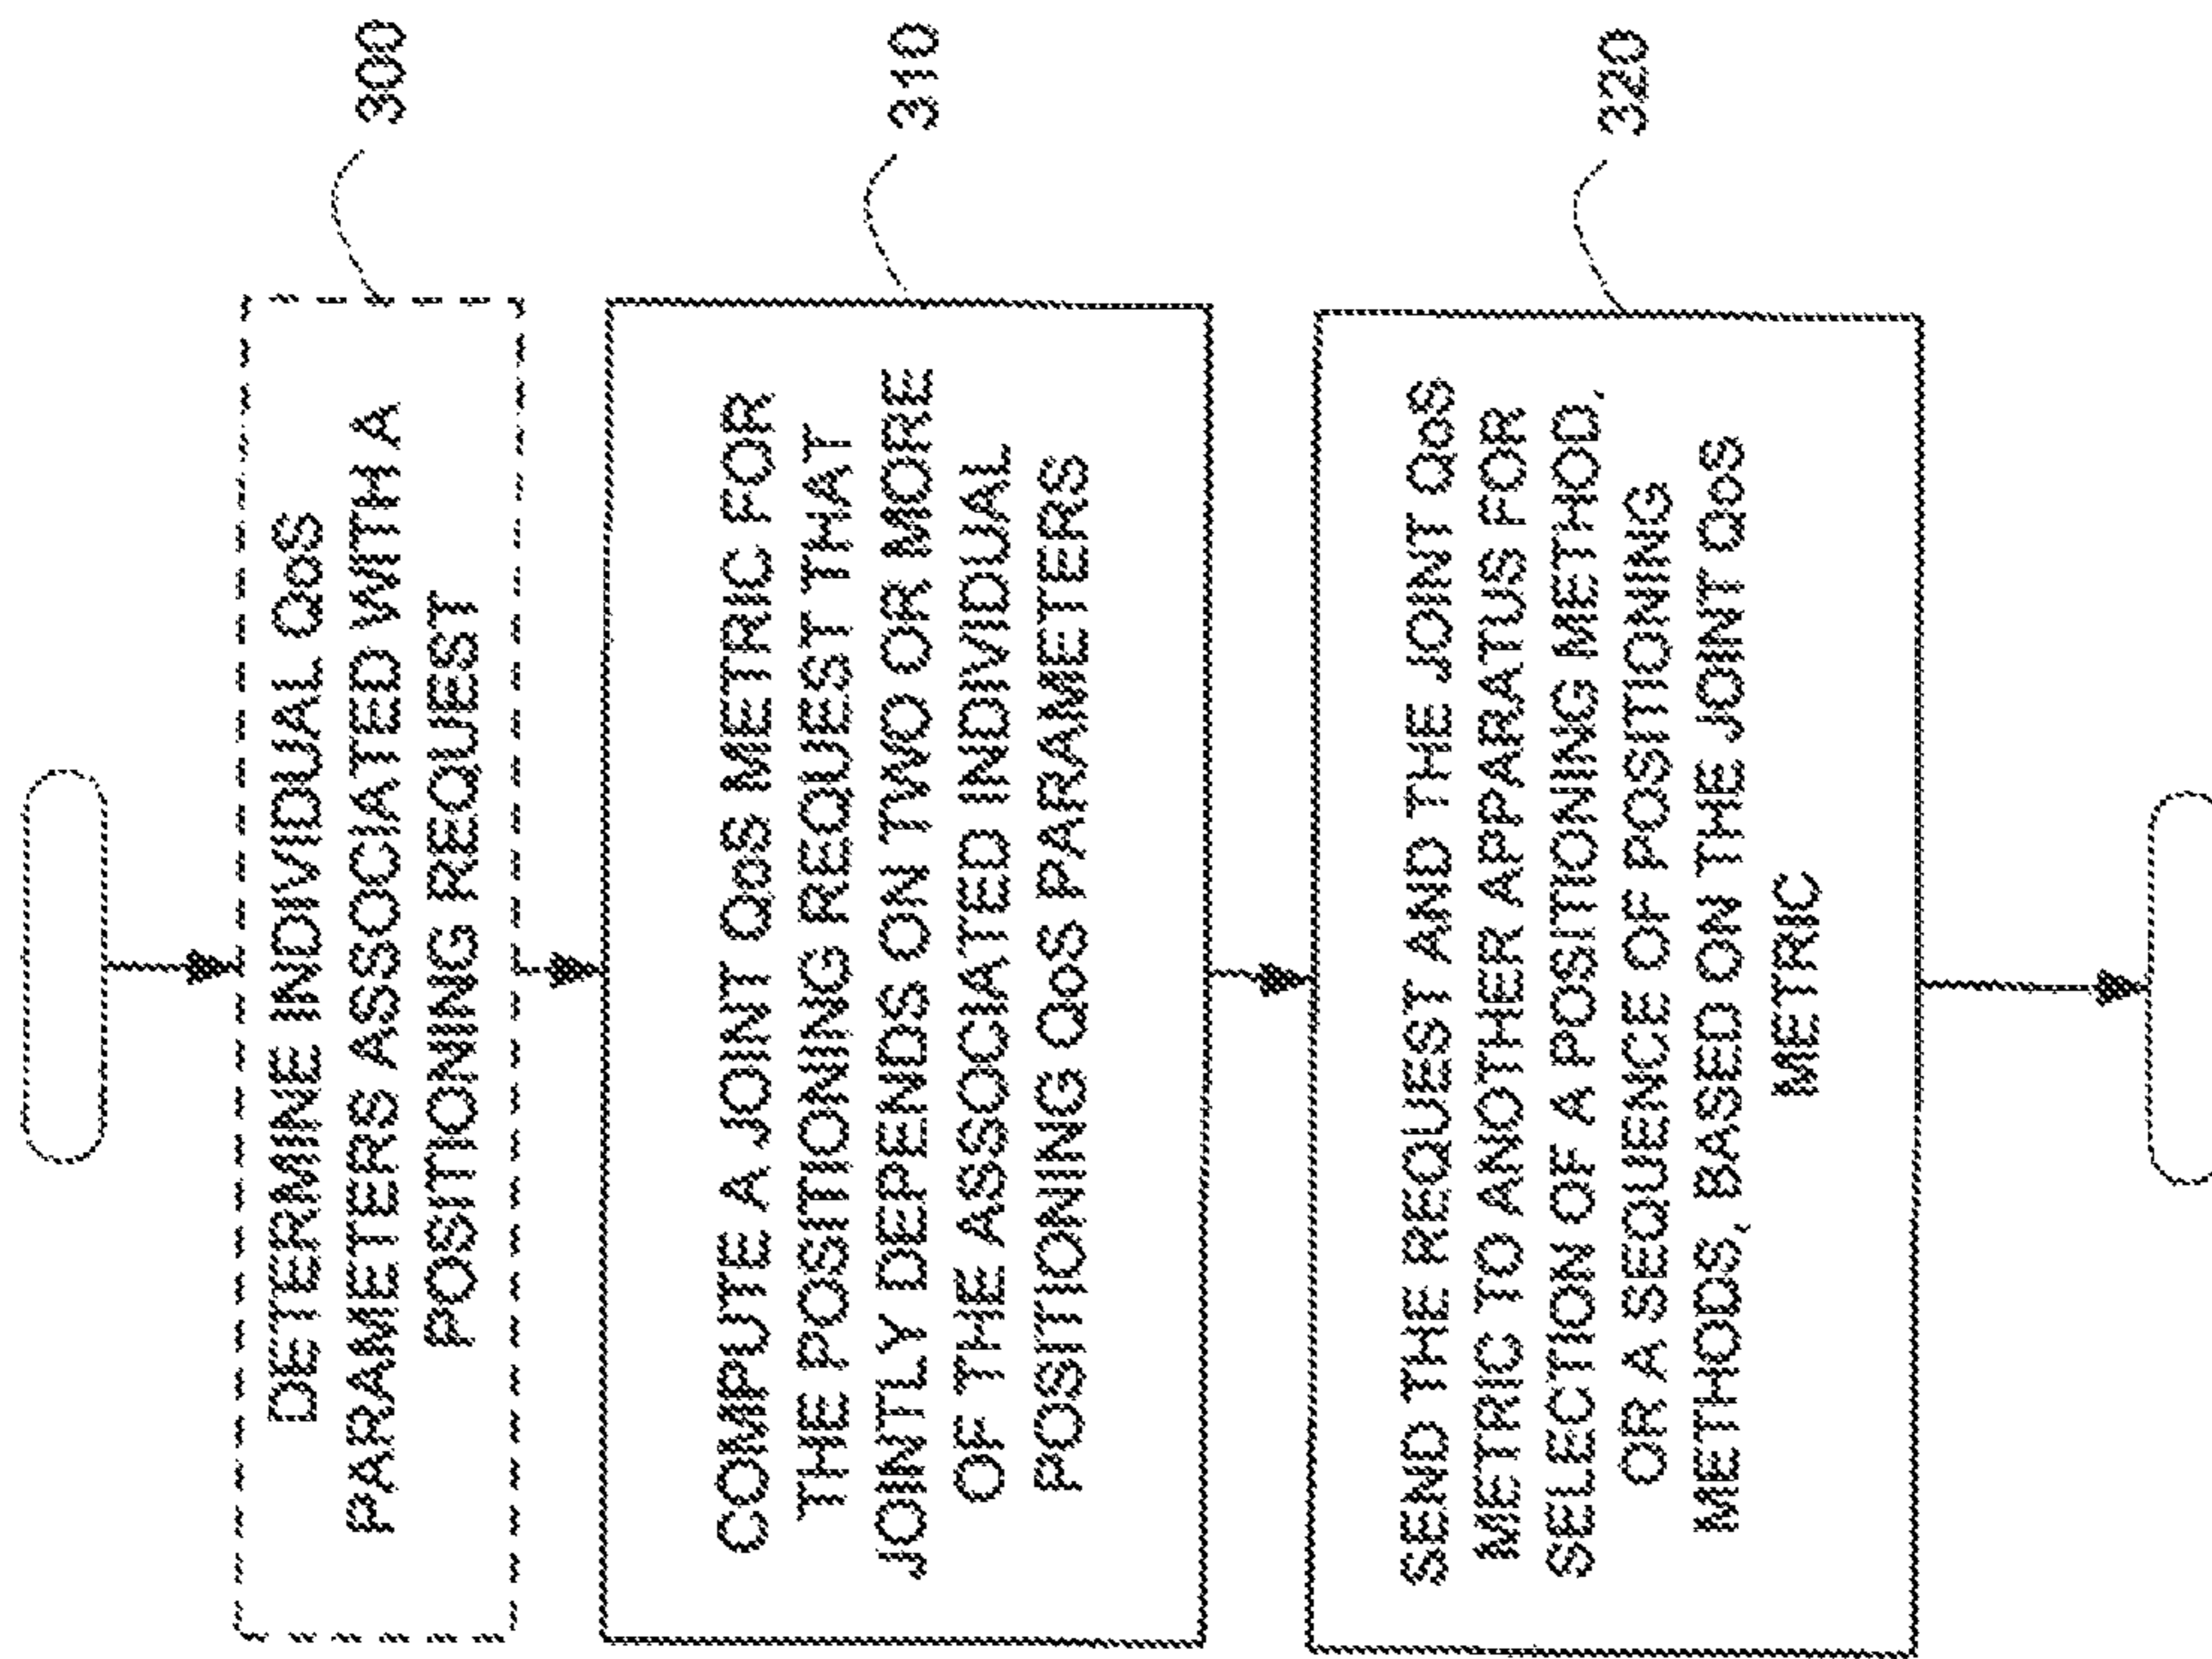 DETERMINE INDIVIDUAL QoS
PARAMETERS ASSOCIATED WITH A
POSITIONING REQUEST
300
COMPUTE A JOINT QoS METRIC FOR
THE POSITIONING REQUEST THAT
JOINTLY DEPENDS ON TWO OR MORE
OF THE ASSOCIATED INDIVIDUAL
POSITIONING QoS PARAMETERS
310
SEND THE REQUEST AND THE JOINT QoS
METRIC TO ANOTHER APPARATUS FOR
SELECTION OF A POSITIONING METHOD,
OR A SEQUENCE OF POSITIONING
METHODS, BASED ON THE JOINT QoS
METRIC
320